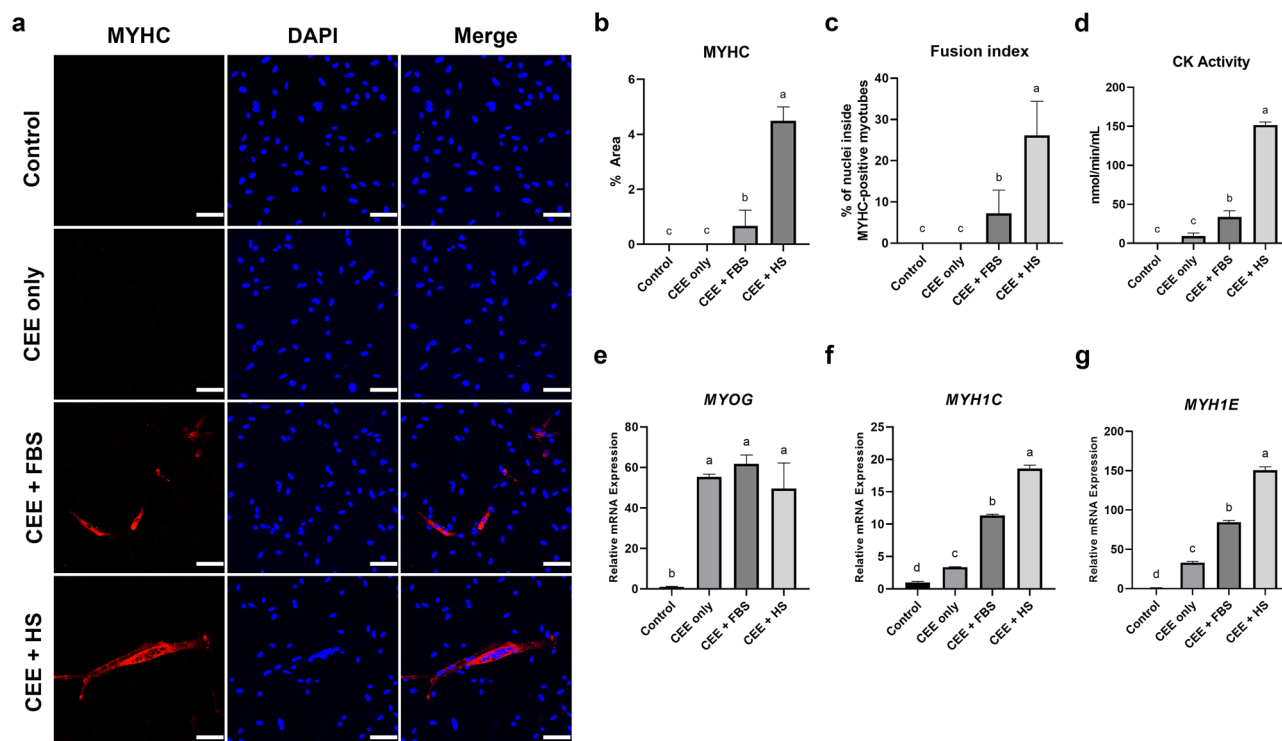 a
MYHC
DAPI
Merge
Control
CEE only
CEE + FBS
CEE + HS
b
MYHC
% Area
6
4
2
0
c
c
b
a
Control
CEE only
CEE + FBS
CEE + HS
c
Fusion index
% of nuclei inside
MYHC-positive myotubes
40
30
20
10
0
c
c
b
a
Control
CEE only
CEE + FBS
CEE + HS
d
CK Activity
nmol/min/mL
200
150
100
50
0
c
c
b
a
Control
CEE only
CEE + FBS
CEE + HS
e
MYOG
Relative mRNA Expression
80
60
40
20
0
b
a
a
a
Control
CEE only
CEE + FBS
CEE + HS
f
MYH1C
Relative mRNA Expression
25
20
15
10
5
0
d
c
b
a
Control
CEE only
CEE + FBS
CEE + HS
g
MYH1E
Relative mRNA Expression
200
150
100
50
0
d
c
b
a
Control
CEE only
CEE + FBS
CEE + HS